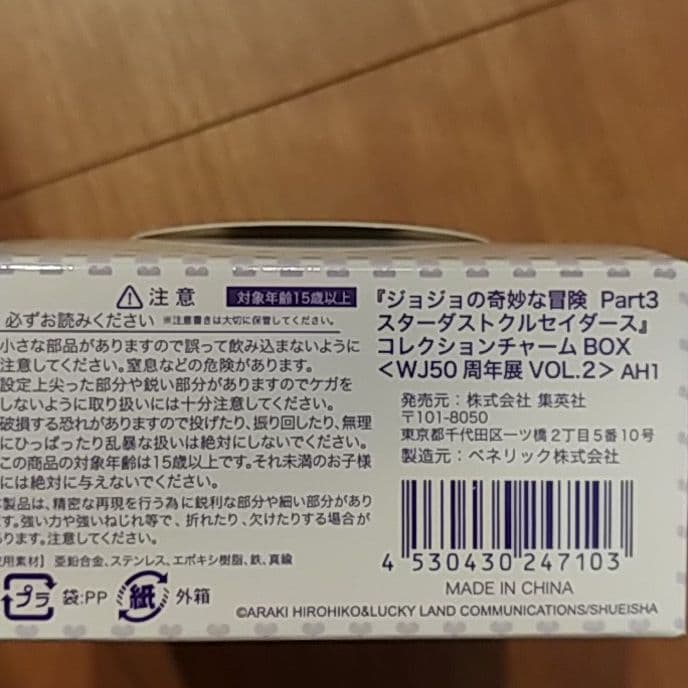 注意 対象年齢15歳以上
必ずお読みください ※注意書きは大切に保管してください。
小さな部品がありますので誤って飲み込まないように
注意してください。窒息などの危険があります。
設定上尖った部分や鋭い部分がありますのでケガを
しないように取り扱いには十分注意してください。
破損する恐れがありますので投げたり、振り回したり、無理
にひっぱったり乱暴な扱いは絶対にしないでください。
この商品の対象年齢は15歳以上です。それ未満のお子様
には絶対に与えないでください。
製品は、精密な再現を行う為に鋭利な部分や細い部分があり
す。強い力や強いねじれ等で、折れたり、欠けたりする場合が
あります。注意してください。
用素材】 亜鉛合金、ステンレス、エポキシ樹脂、鉄、真鍮
プラ 袋:PP 紙 外箱
『ジョジョの奇妙な冒険 Part3
スターダストクルセイダース』
コレクションチャームBOX
<WJ50周年展 VOL.2> AH1
発売元:株式会社 集英社
〒101-8050
東京都千代田区一ツ橋2丁目5番10号
製造元:ベネリック株式会社
4 530430 247103
MADE IN CHINA
©ARAKI HIROHIKO&LUCKY LAND COMMUNICATIONS/SHUEISHA